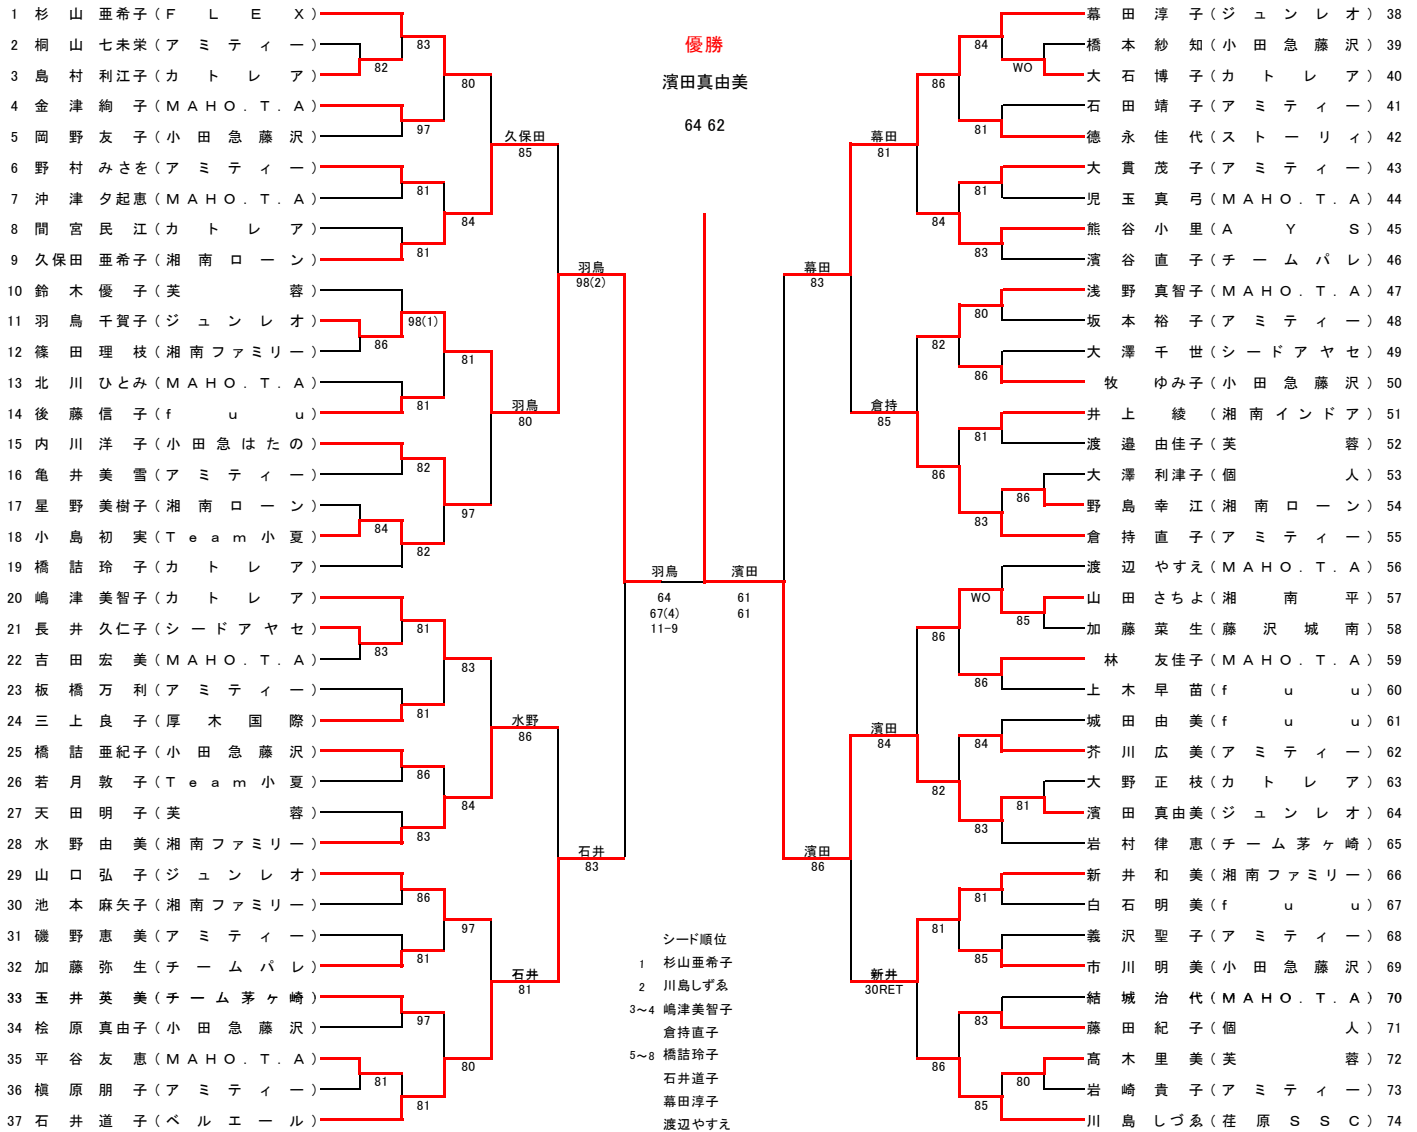 優勝
濱田真由美
64 62
1 杉山 亜希子(FLEX)
2 桐山 七未栄(アミティー)
3 島村 利江子(カトレア)
4 金津 絢子(MAHO.T.A)
5 岡野 友子(小田急藤沢)
6 野村 みさを(アミティー)
7 沖津 夕起恵(MAHO.T.A)
8 間宮 民江(カトレア)
9 久保田 亜希子(湘南ローン)
10 鈴木 優子(芙蓉)
11 羽鳥 千賀子(ジュンレオ)
12 篠田 理枝(湘南ファミリー)
13 北川 ひとみ(MAHO.T.A)
14 後藤 信子(fuu)
15 内川 洋子(小田急はたの)
16 亀井 美雪(アミティー)
17 星野 美樹子(湘南ローン)
18 小島 初実(Team小夏)
19 橋詰 玲子(カトレア)
20 嶋津 美智子(カトレア)
21 長井 久仁子(シードアヤセ)
22 吉田 宏美(MAHO.T.A)
23 板橋 万利(アミティー)
24 三上 良子(厚木国際)
25 橋詰 亜紀子(小田急藤沢)
26 若月 敦子(Team小夏)
27 天田 明子(芙蓉)
28 水野 由美(湘南ファミリー)
29 山口 弘子(ジュンレオ)
30 池本 麻矢子(湘南ファミリー)
31 磯野 恵美(アミティー)
32 加藤 弥生(チームパレ)
33 玉井 英美(チーム茅ヶ崎)
34 桧原 真由子(小田急藤沢)
35 平谷 友恵(MAHO.T.A)
36 槇原 朋子(アミティー)
37 石井 道子(ベルエール)
82
86
84
83
81
83
97
81
81
98(1)
81
82
82
81
81
86
83
86
81
97
81
80
84
81
97
83
84
97
80
久保田
85
羽鳥
80
水野
86
石井
81
羽鳥
98(2)
石井
83
羽鳥
64
67(4)
11-9
濱田
61
61
幕田
83
濱田
86
幕田
81
倉持
85
濱田
84
新井
30RET
86
84
82
86
86
82
81
86
84
81
81
83
80
86
81
83
WO
86
84
83
81
85
83
85
WO
86
85
81
80
幕田 淳子(ジュンレオ) 38
橋本 紗知(小田急藤沢) 39
大石 博子(カトレア) 40
石田 靖子(アミティー) 41
德永 佳代(ストーリィ) 42
大貫 茂子(アミティー) 43
児玉 真弓(MAHO.T.A) 44
熊谷 小里(AYS) 45
濱谷 直子(チームパレ) 46
浅野 真智子(MAHO.T.A) 47
坂本 裕子(アミティー) 48
大澤 千世(シードアヤセ) 49
牧 ゆみ子(小田急藤沢) 50
井上 綾(湘南インドア) 51
渡邉 由佳子(芙蓉) 52
大澤 利津子(個人) 53
野島 幸江(湘南ローン) 54
倉持 直子(アミティー) 55
渡辺 やすえ(MAHO.T.A) 56
山田 さちよ(湘南平) 57
加藤 菜生(藤沢城南) 58
林 友佳子(MAHO.T.A) 59
上木 早苗(fuu) 60
城田 由美(fuu) 61
芥川 広美(アミティー) 62
大野 正枝(カトレア) 63
濱田 真由美(ジュンレオ) 64
岩村 律恵(チーム茅ヶ崎) 65
新井 和美(湘南ファミリー) 66
白石 明美(fuu) 67
義沢 聖子(アミティー) 68
市川 明美(小田急藤沢) 69
結城 治代(MAHO.T.A) 70
藤田 紀子(個人) 71
髙木 里美(芙蓉) 72
岩崎 貴子(アミティー) 73
川島 しづゑ(荏原SSC) 74
シード順位
1 杉山亜希子
2 川島しずゑ
3~4 嶋津美智子
倉持直子
5~8 橋詰玲子
石井道子
幕田淳子
渡辺やすえ